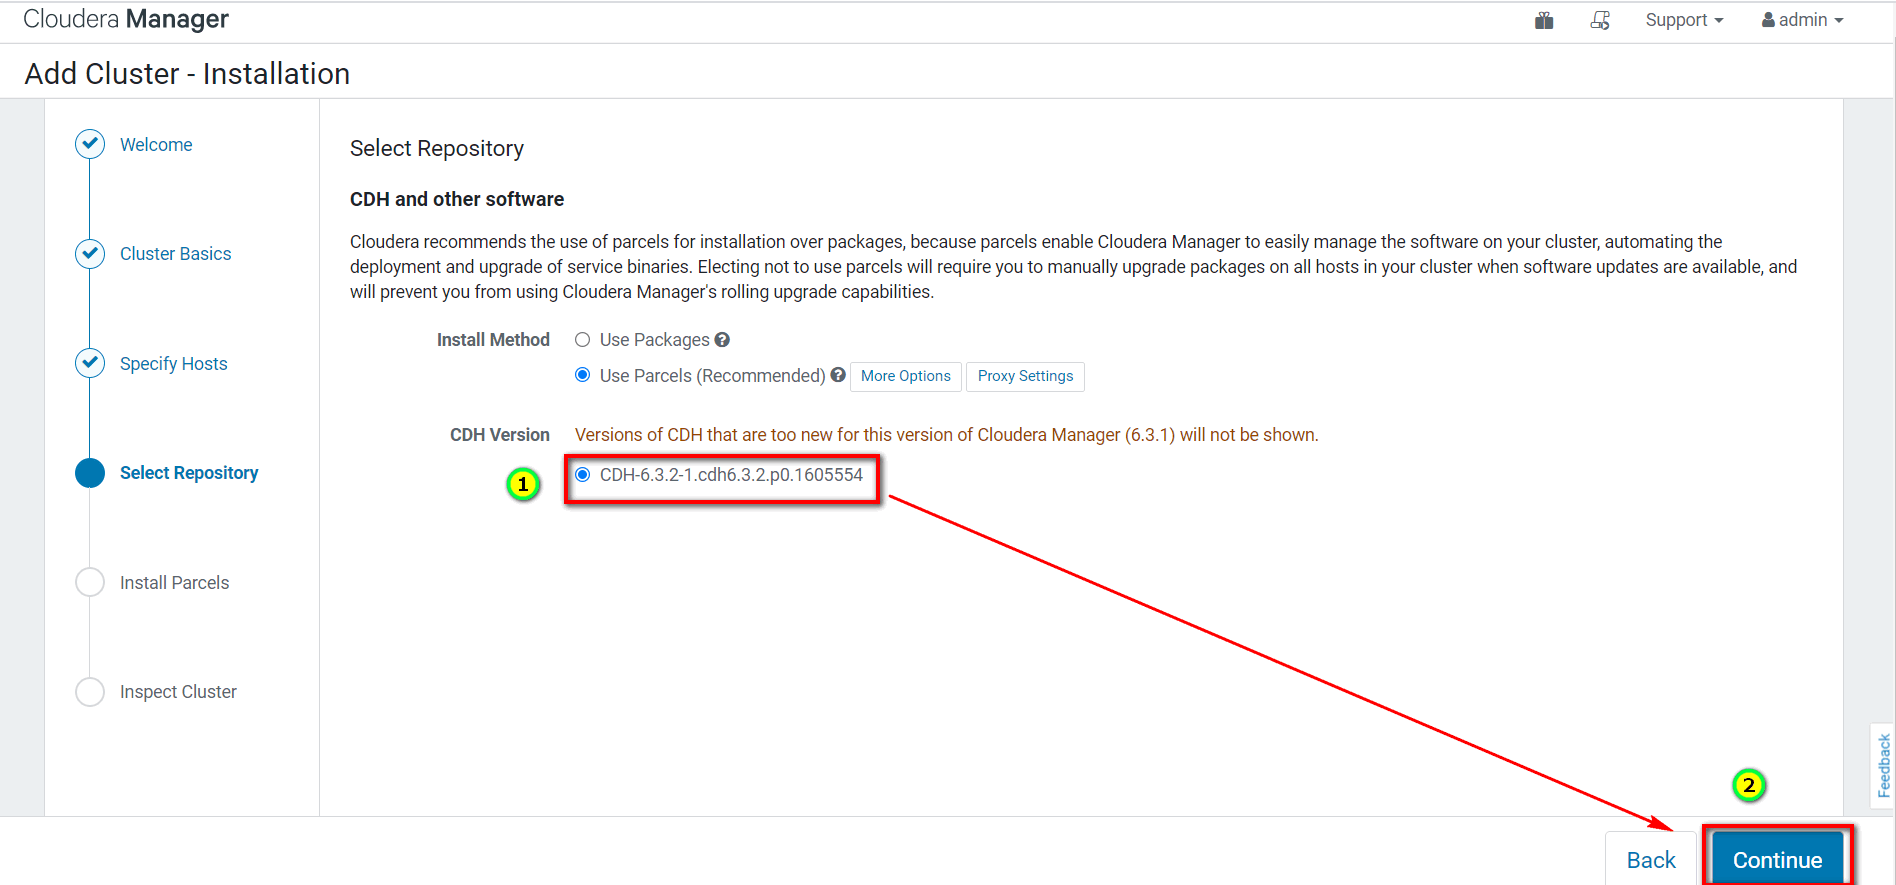 Cloudera Manager
Support
admin
Add Cluster - Installation
Welcome
Cluster Basics
Specify Hosts
Select Repository
Install Parcels
Inspect Cluster
Select Repository
CDH and other software
Cloudera recommends the use of parcels for installation over packages, because parcels enable Cloudera Manager to easily manage the software on your cluster, automating the
deployment and upgrade of service binaries. Electing not to use parcels will require you to manually upgrade packages on all hosts in your cluster when software updates are available, and
will prevent you from using Cloudera Manager's rolling upgrade capabilities.
Install Method
Use Packages ?
Use Parcels (Recommended) ? More Options Proxy Settings
CDH Version
Versions of CDH that are too new for this version of Cloudera Manager (6.3.1) will not be shown.
1
CDH-6.3.2-1.cdh6.3.2.p0.1605554
Feedback
2
Back
Continue